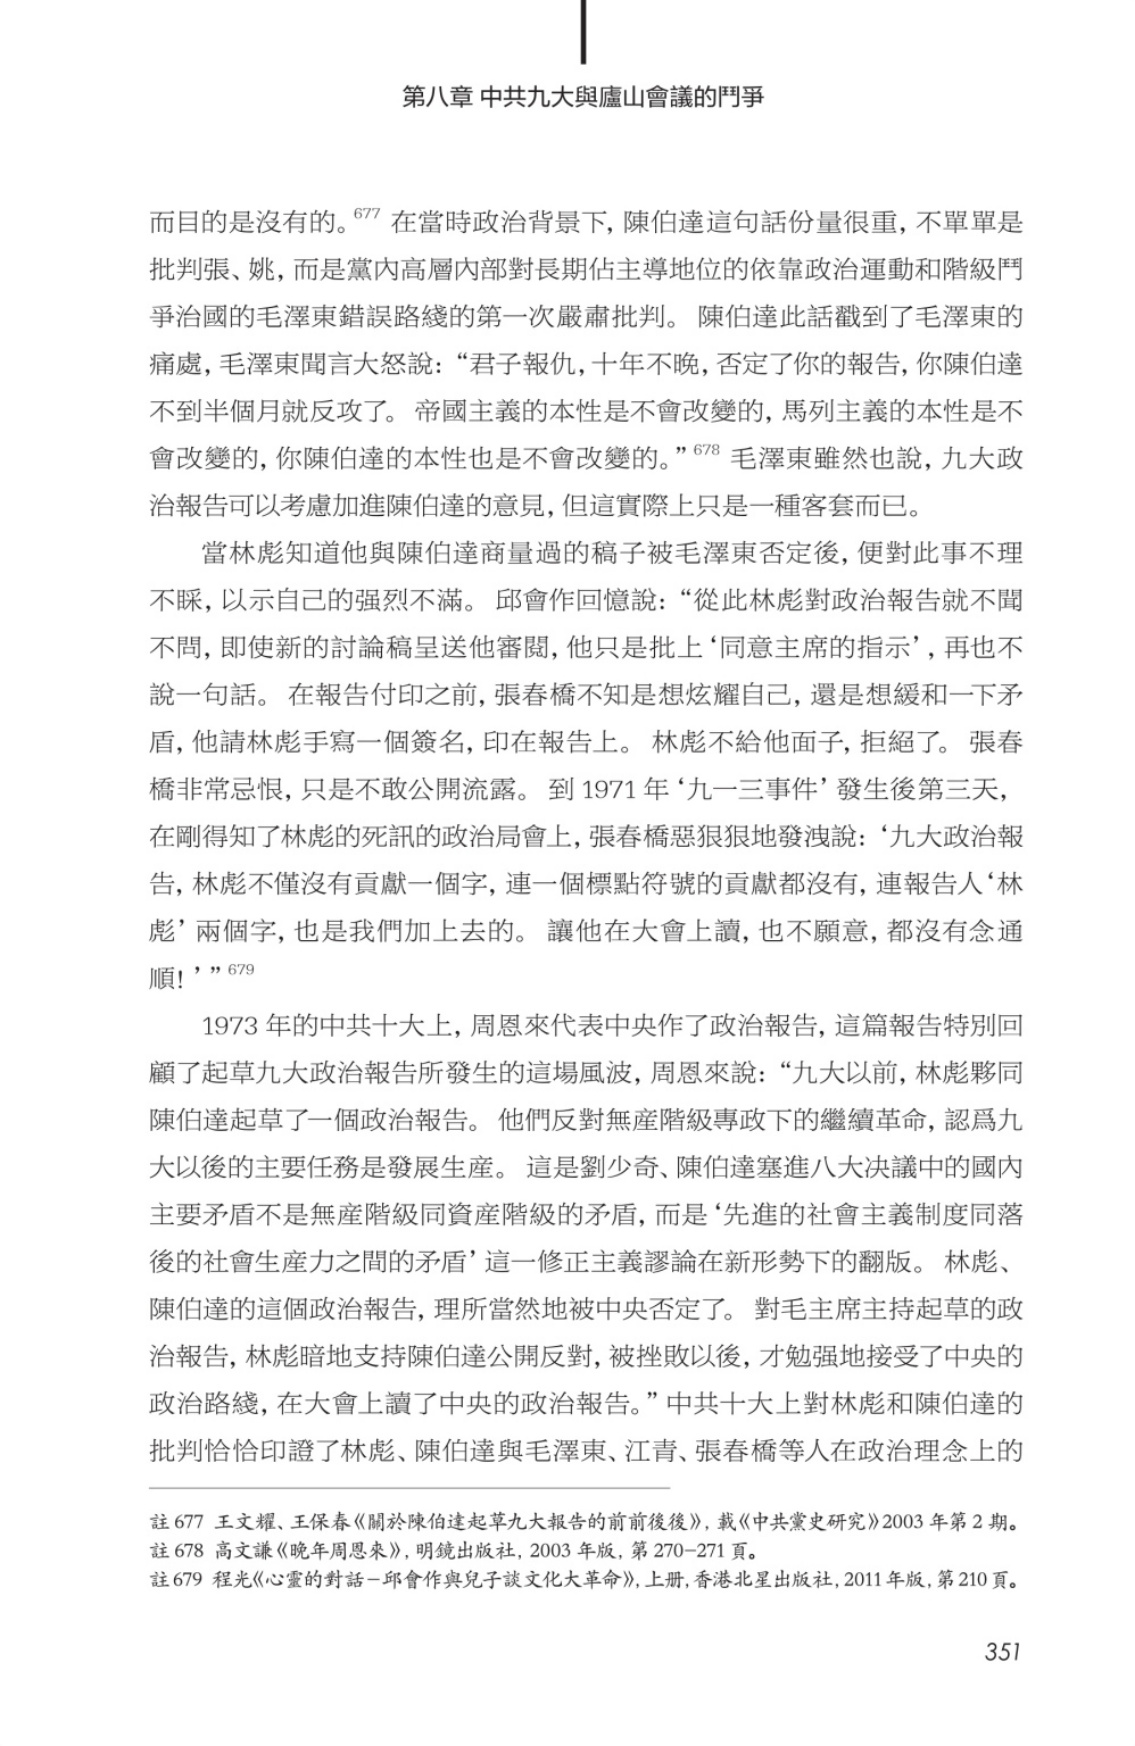 第八章 中共九大與廬山會議的鬥爭
而目的是沒有的。677 在當時政治背景下, 陳伯達這句話份量很重, 不單單是
批判張、姚, 而是黨內高層內部對長期佔主導地位的依靠政治運動和階級鬥
爭治國的毛澤東錯誤路綫的第一次嚴肅批判。 陳伯達此話戳到了毛澤東的
痛處, 毛澤東聞言大怒說: “君子報仇, 十年不晚, 否定了你的報告, 你陳伯達
不到半個月就反攻了。 帝國主義的本性是不會改變的, 馬列主義的本性是不
會改變的, 你陳伯達的本性也是不會改變的。” 678 毛澤東雖然也說, 九大政
治報告可以考慮加進陳伯達的意見, 但這實際上只是一種客套而已。
當林彪知道他與陳伯達商量過的稿子被毛澤東否定後, 便對此事不理
不睬, 以示自己的强烈不滿。 邱會作回憶說: “從此林彪對政治報告就不聞
不問, 即使新的討論稿呈送他審閱, 他只是批上 ‘同意主席的指示’ , 再也不
說一句話。 在報告付印之前, 張春橋不知是想炫耀自己, 還是想緩和一下矛
盾, 他請林彪手寫一個簽名, 印在報告上。 林彪不給他面子, 拒絕了。 張春
橋非常忌恨, 只是不敢公開流露。 到 1971 年 ‘九一三事件’ 發生後第三天,
在剛得知了林彪的死訊的政治局會上, 張春橋惡狠狠地發洩說: ‘九大政治報
告, 林彪不僅沒有貢獻一個字, 連一個標點符號的貢獻都沒有, 連報告人‘林
彪’ 兩個字, 也是我們加上去的。 讓他在大會上讀, 也不願意, 都沒有念通
順! ’ ” 679
1973 年的中共十大上, 周恩來代表中央作了政治報告, 這篇報告特別回
顧了起草九大政治報告所發生的這場風波, 周恩來說: “九大以前, 林彪夥同
陳伯達起草了一個政治報告。 他們反對無産階級專政下的繼續革命, 認爲九
大以後的主要任務是發展生産。 這是劉少奇、陳伯達塞進八大決議中的國內
主要矛盾不是無産階級同資産階級的矛盾, 而是 ‘先進的社會主義制度同落
後的社會生産力之間的矛盾’ 這一修正主義謬論在新形勢下的翻版。 林彪、
陳伯達的這個政治報告, 理所當然地被中央否定了。 對毛主席主持起草的政
治報告, 林彪暗地支持陳伯達公開反對, 被挫敗以後, 才勉强地接受了中央的
政治路綫, 在大會上讀了中央的政治報告。” 中共十大上對林彪和陳伯達的
批判恰恰印證了林彪、陳伯達與毛澤東、江青、張春橋等人在政治理念上的
註 677 王文耀、王保春《關於陳伯達起草九大報告的前前後後》, 載《中共黨史研究》2003 年第 2 期。
註 678 高文謙《晚年周恩來》, 明鏡出版社, 2003 年版, 第 270–271 頁。
註 679 程光《心靈的對話–邱會作與兒子談文化大革命》, 上册, 香港北星出版社, 2011 年版, 第 210 頁。
351